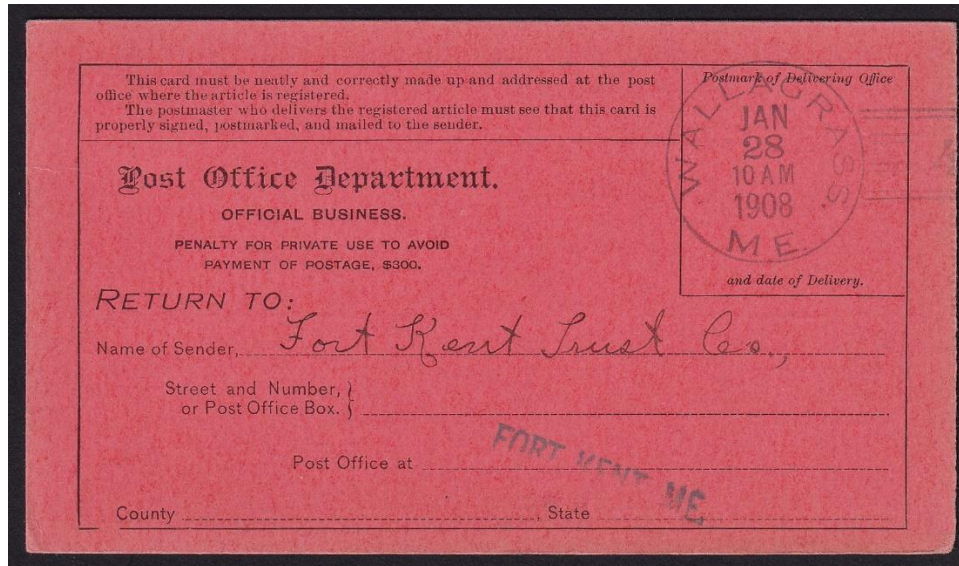 This card must be neatly and correctly made up and addressed at the post
office where the article is registered.
The postmaster who delivers the registered article must see that this card is
properly signed, postmarked, and mailed to the sender.
Postmark of Delivering Office
WALLAGRASS.
JAN
28
10 AM
1908
ME.
and date of Delivery.
Post Office Department.
OFFICIAL BUSINESS.
PENALTY FOR PRIVATE USE TO AVOID
PAYMENT OF POSTAGE, $300.
RETURN TO:
Name of Sender, Fort Kent Trust Co.,
Street and Number,
or Post Office Box.
Post Office at FORT KENT ME.
County , State